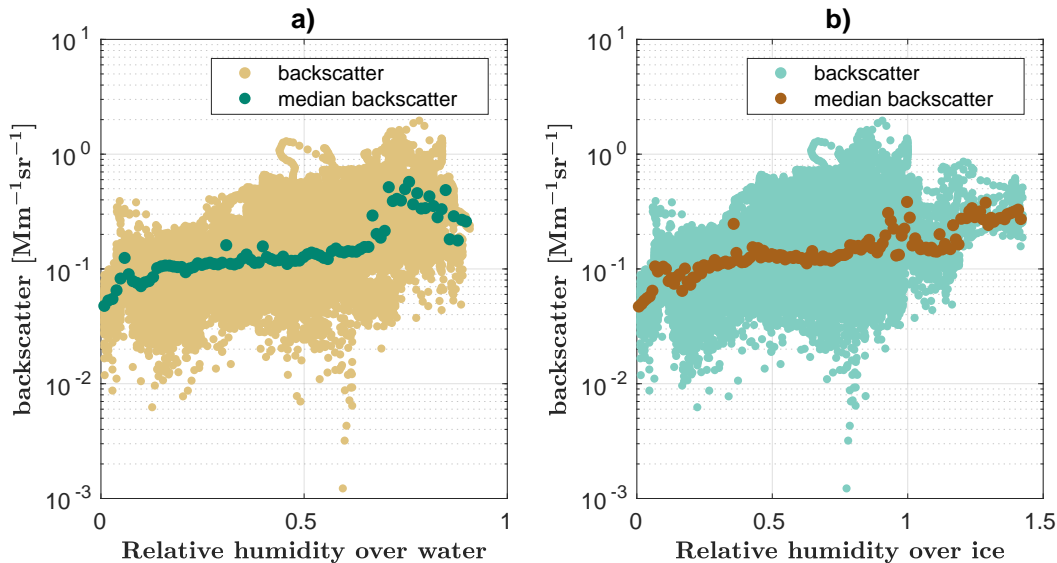 a)
backscatter
median backscatter
10^1
10^0
10^-1
10^-2
10^-3
backscatter [Mm^-1sr^-1]
0
0.5
1
Relative humidity over water
b)
backscatter
median backscatter
10^1
10^0
10^-1
10^-2
10^-3
backscatter [Mm^-1sr^-1]
0
0.5
1
1.5
Relative humidity over ice